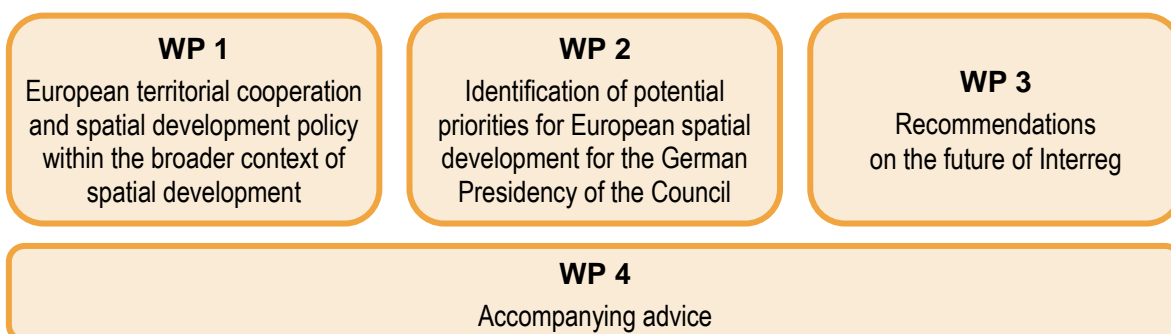 WP 1
European territorial cooperation
and spatial development policy
within the broader context of
spatial development
WP 2
Identification of potential
priorities for European spatial
development for the German
Presidency of the Council
WP 3
Recommendations
on the future of Interreg
WP 4
Accompanying advice